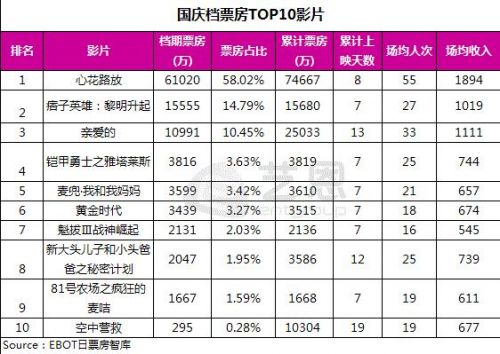 国庆档票房TOP10影片
排名 影片 档期票房(万) 票房占比 累计票房(万) 累计上映天数 场均人次 场均收入
1 心花路放 61020 58.02% 74667 8 55 1894
2 痞子英雄：黎明升起 15555 14.79% 15680 7 27 1019
3 亲爱的 10991 10.45% 25033 13 33 1111
4 铠甲勇士之雅塔莱斯 3816 3.63% 3819 7 25 744
5 麦兜·我和我妈妈 3599 3.42% 3610 7 21 657
6 黄金时代 3439 3.27% 3515 7 18 674
7 魁拔Ⅲ战神崛起 2131 2.03% 2136 7 16 545
8 新大头儿子和小头爸爸之秘密计划 2047 1.95% 3586 12 25 739
9 81号农场之疯狂的麦咭 1667 1.59% 1668 7 19 611
10 空中营救 295 0.28% 10304 19 19 677
Source：EBOT日票房智库
艺恩